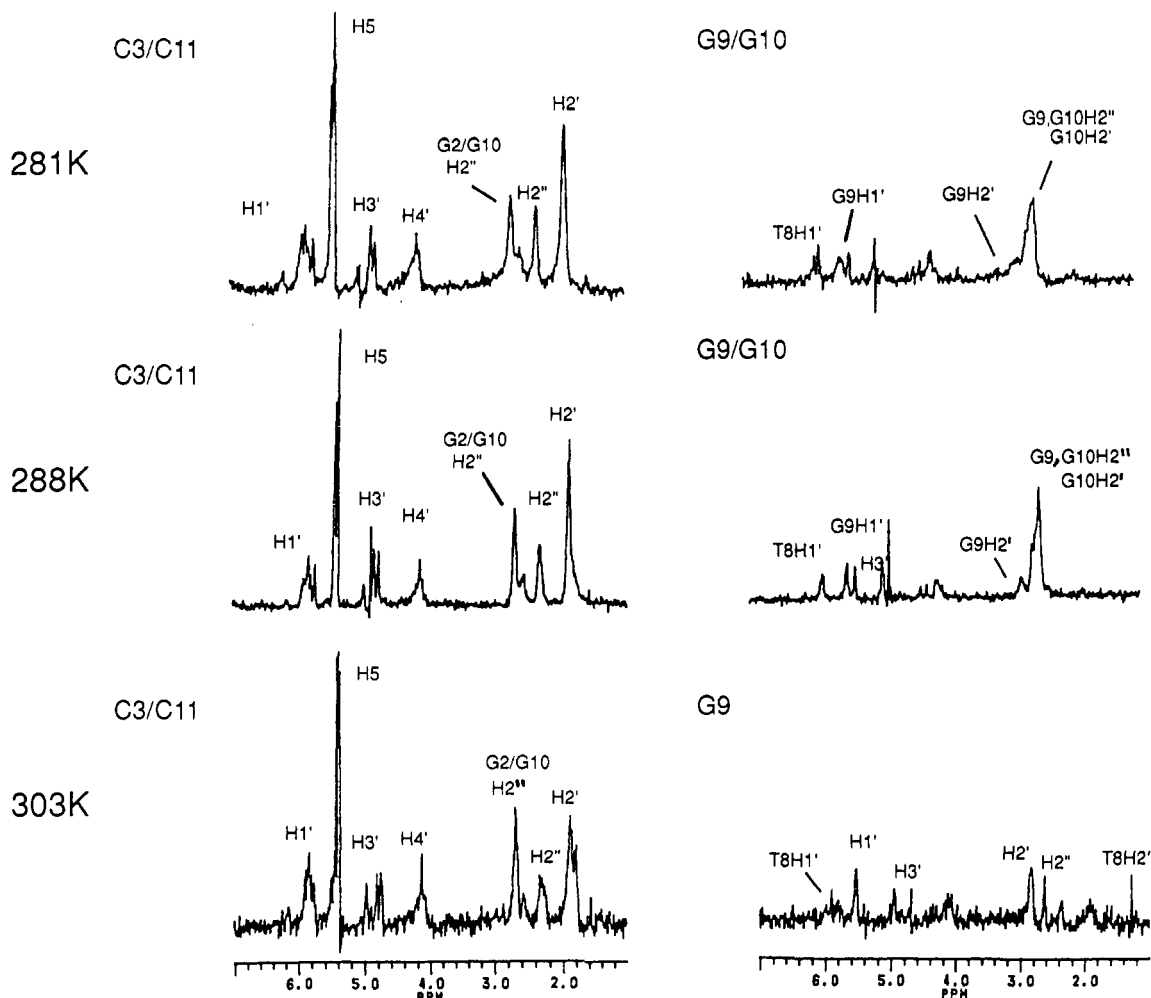 C3/C11
H5
H1'
H3'
H4'
G2/G10
H2"
H2"
H2'
281K
G9/G10
T8H1'
G9H1'
G9H2'
G9,G10H2"
G10H2'
C3/C11
H5
H1'
H3'
H4'
G2/G10
H2"
H2"
H2'
288K
G9/G10
T8H1'
G9H1'
H3'
G9H2'
G9,G10H2"
G10H2'
C3/C11
H5
H1'
H3'
H4'
G2/G10
H2"
H2"
H2'
303K
G9
T8H1'
H1'
H3'
H2'
H2"
T8H2'
6.0 5.0 4.0 3.0 2.0
PPM
6.0 5.0 4.0 3.0 2.0
PPM